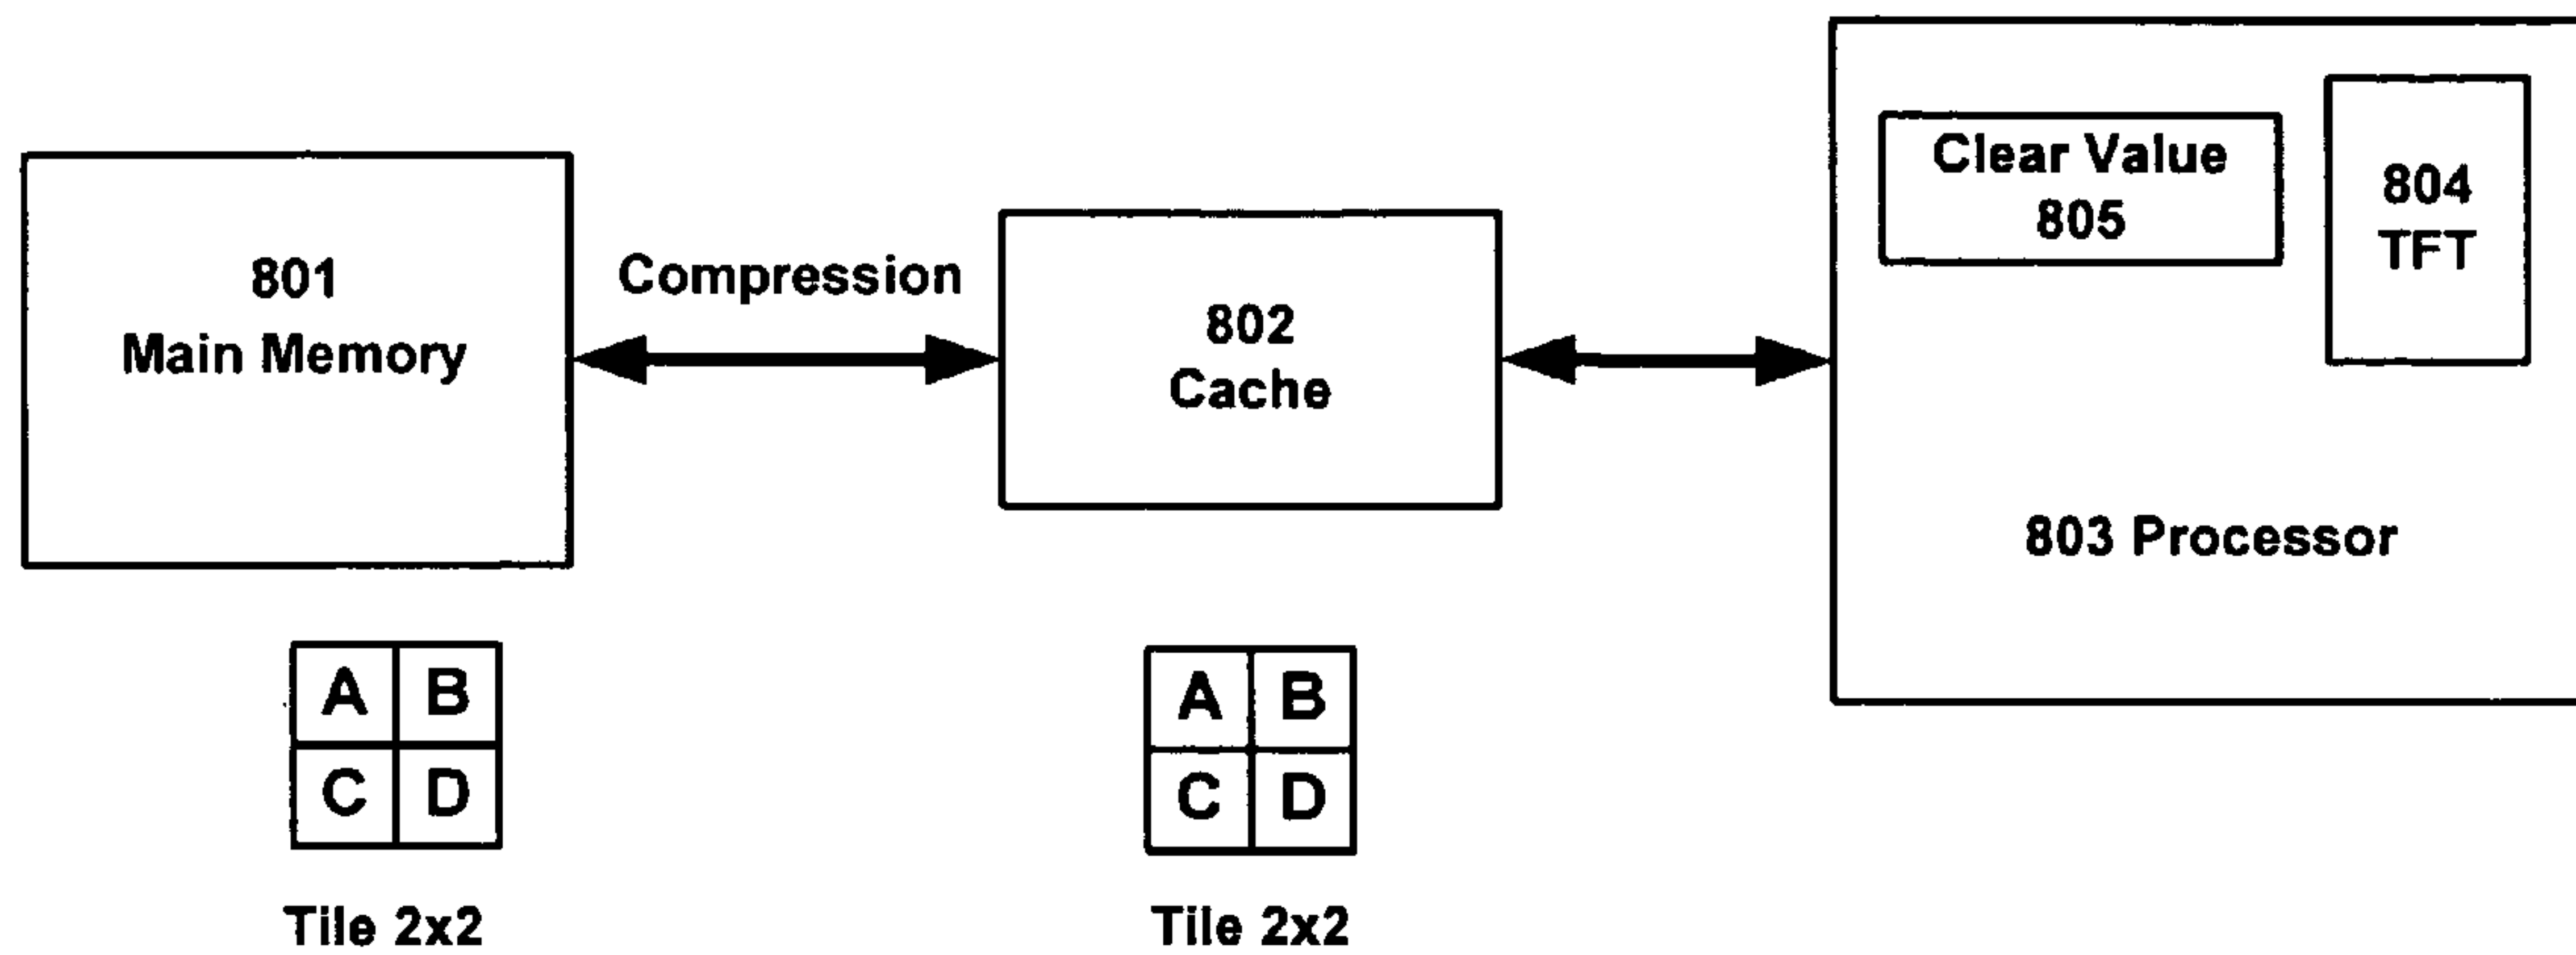 801
Main Memory
Compression
802
Cache
Clear Value
805
804
TFT
803 Processor
A B
C D
Tile 2x2
A B
C D
Tile 2x2